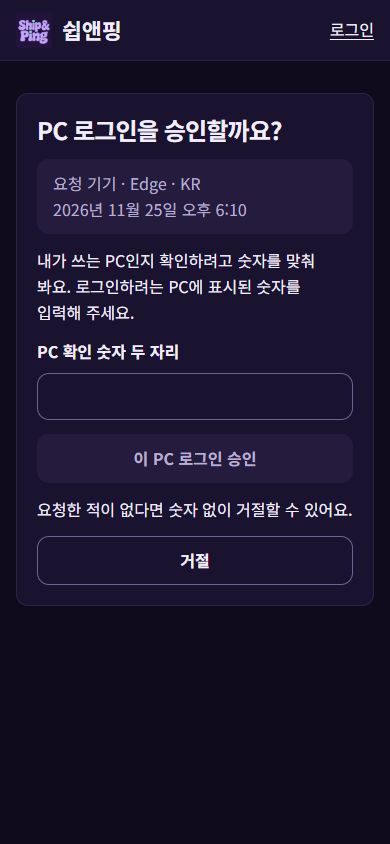 Ship&
Ping
쉽앤핑
로그인
PC 로그인을 승인할까요?
요청 기기 · Edge · KR
2026년 11월 25일 오후 6:10
내가 쓰는 PC인지 확인하려고 숫자를 맞춰
봐요. 로그인하려는 PC에 표시된 숫자를
입력해 주세요.
PC 확인 숫자 두 자리
이 PC 로그인 승인
요청한 적이 없다면 숫자 없이 거절할 수 있어요.
거절